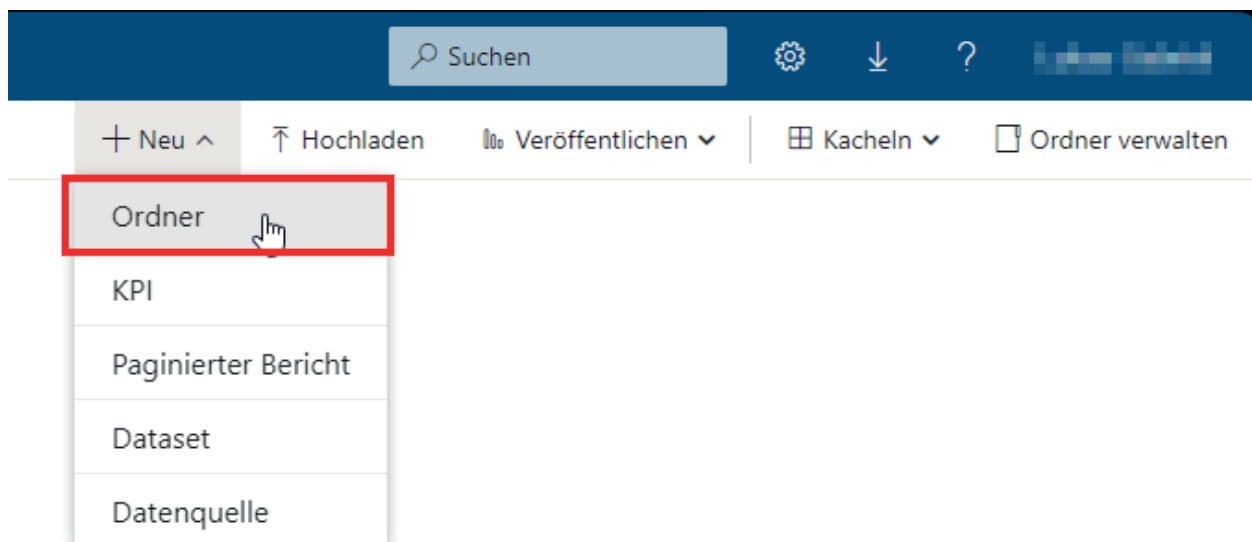 Suchen ?
Neu Hochladen Veröffentlichen Kacheln Ordner verwalten
Ordner
KPI
Paginierter Bericht
Dataset
Datenquelle